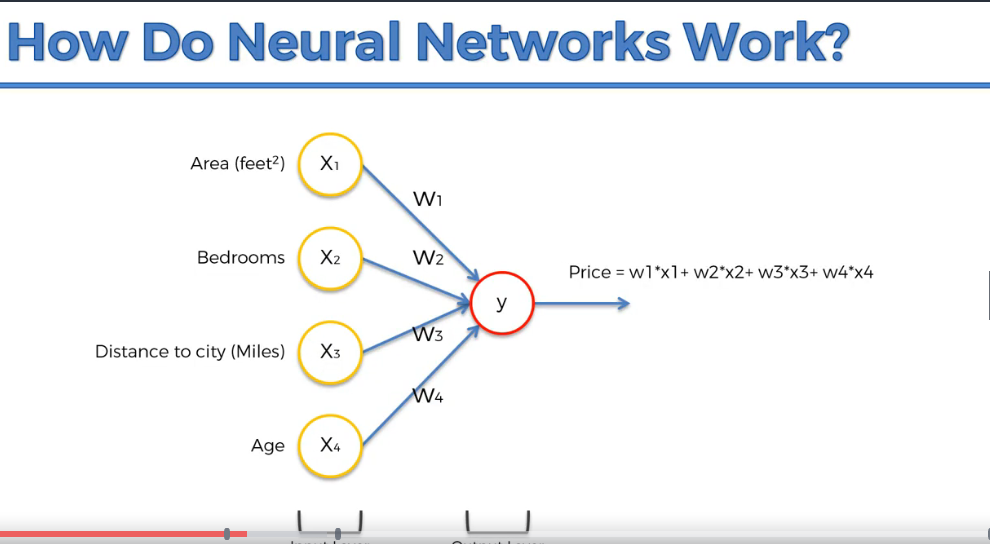 How Do Neural Networks Work?
Area (feet²)
X₁
W₁
Bedrooms
X₂
W₂
Price = w1*x1+ w2*x2+ w3*x3+ w4*x4
y
Distance to city (Miles)
X₃
W₃
W₄
Age
X₄